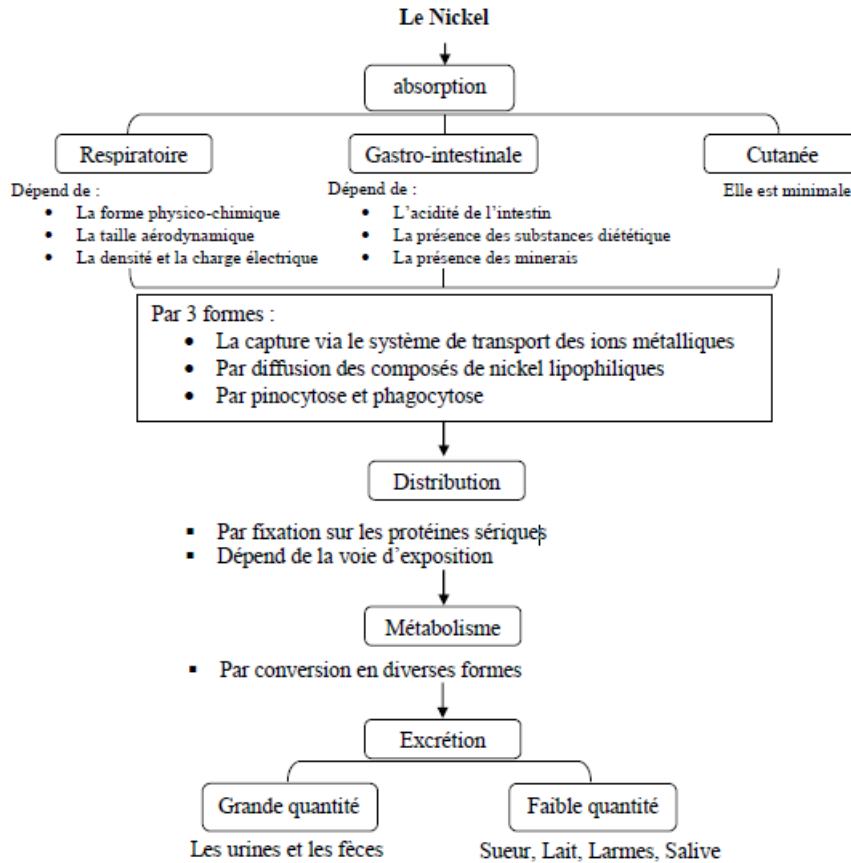 Le Nickel
absorption
Respiratoire
Gastro-intestinale
Cutanée
Dépend de :
• La forme physico-chimique
• La taille aérodynamique
• La densité et la charge électrique
Dépend de :
• L’acidité de l’intestin
• La présence des substances diététique
• La présence des minerais
Elle est minimale
Par 3 formes :
• La capture via le système de transport des ions métalliques
• Par diffusion des composés de nickel lipophiliques
• Par pinocytose et phagocytose
Distribution
▪ Par fixation sur les protéines sériques
▪ Dépend de la voie d’exposition
Métabolisme
▪ Par conversion en diverses formes
Excrétion
Grande quantité
Faible quantité
Les urines et les fèces
Sueur, Lait, Larmes, Salive